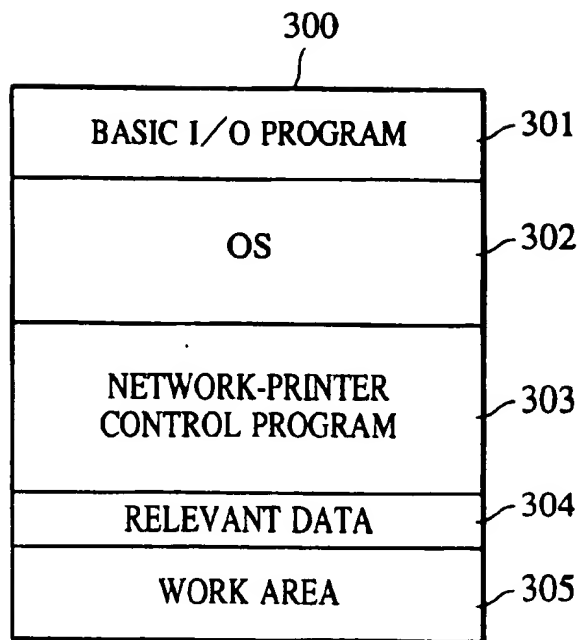 300
BASIC I/O PROGRAM
301
OS
302
NETWORK-PRINTER
CONTROL PROGRAM
303
RELEVANT DATA
304
WORK AREA
305